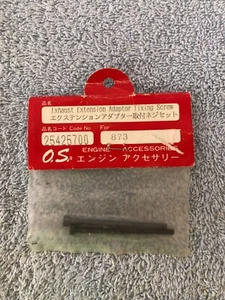 品名
Exhaust Extension Adaptor fixing Screw
エクステンションアダプター取付ネジセット
品名コード Code No. For
25425700 873
ENGINE ACCESSORIES
O.S. エンジン アクセサリー